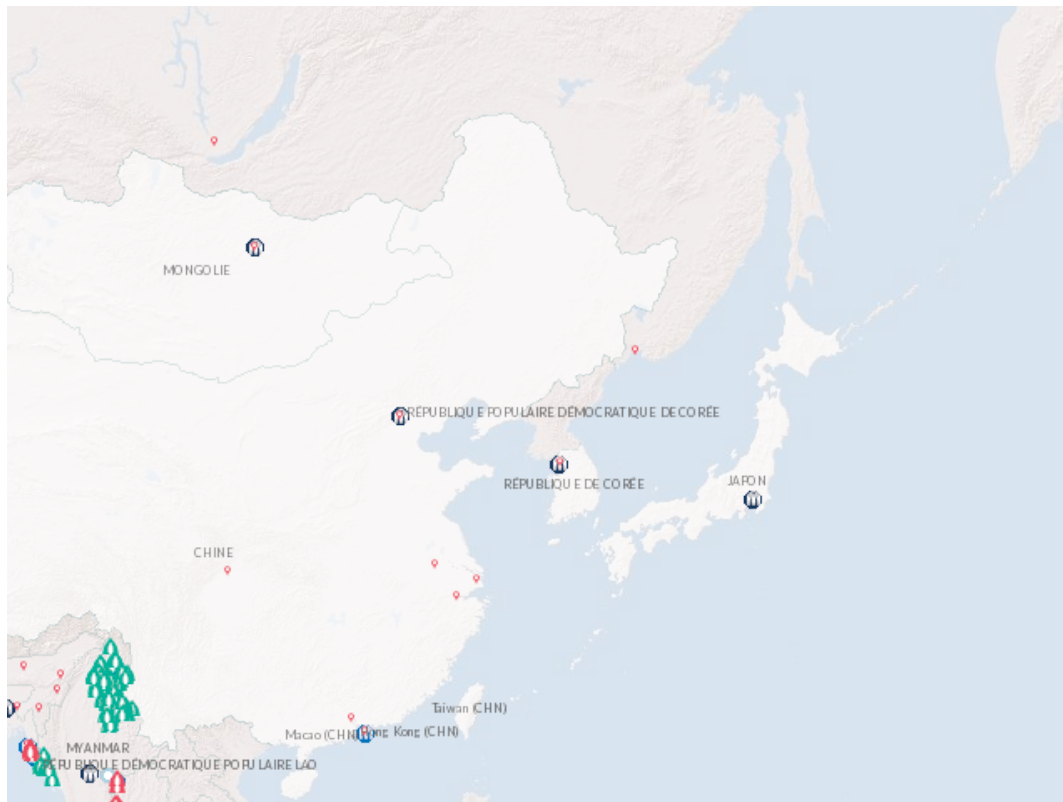 MONGOLIE
RÉPUBLIQUE POPULAIRE DÉMOCRATIQUE DE CORÉE
RÉPUBLIQUE DE CORÉE
JAPON
CHINE
Taiwan (CHN)
Macao (CHN)
Kong (CHN)
MYANMAR
RÉPUBLIQUE DÉMOCRATIQUE POPULAIRE LAO